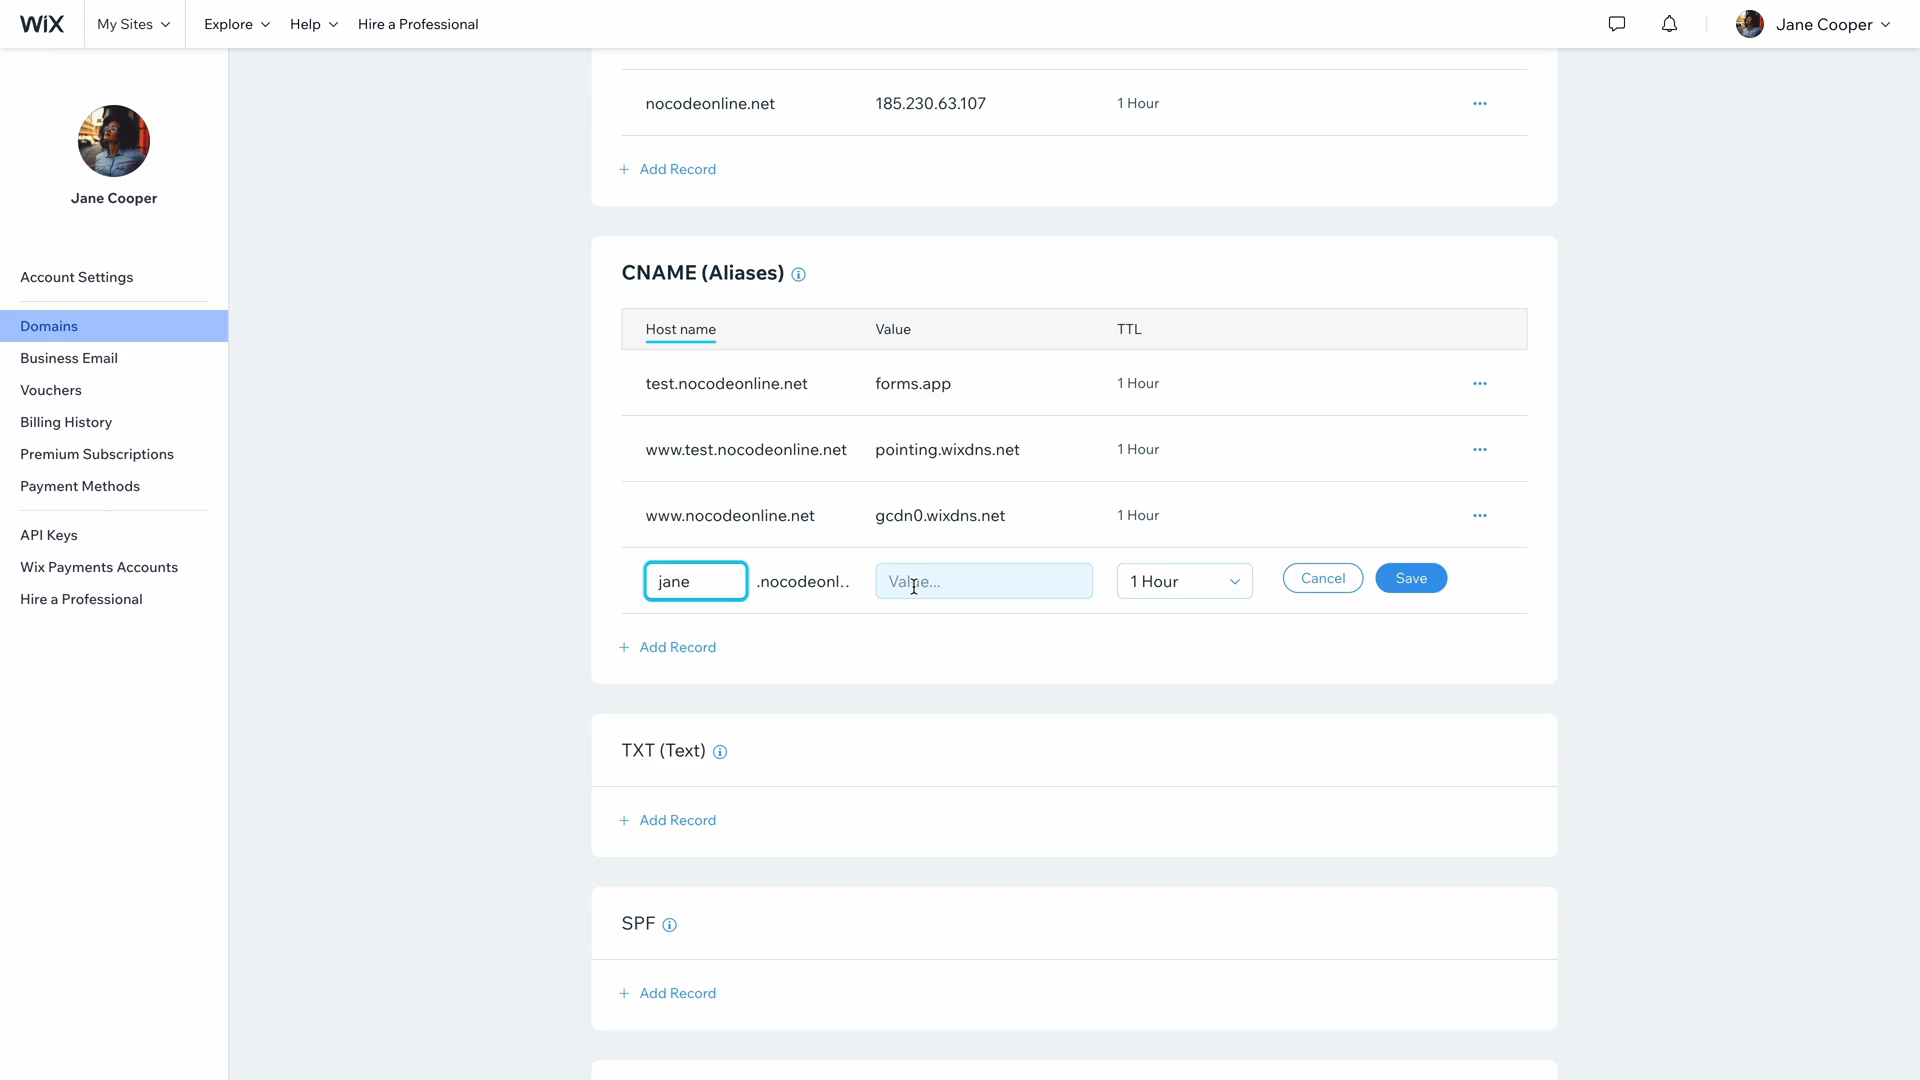 WiX My Sites Explore Help Hire a Professional Jane Cooper
Jane Cooper
Account Settings
Domains
Business Email
Vouchers
Billing History
Premium Subscriptions
Payment Methods
API Keys
Wix Payments Accounts
Hire a Professional
nocodeonline.net 185.230.63.107 1 Hour ...
+ Add Record
CNAME (Aliases)
Host name Value TTL
test.nocodeonline.net forms.app 1 Hour ...
www.test.nocodeonline.net pointing.wixdns.net 1 Hour ...
www.nocodeonline.net gcdn0.wixdns.net 1 Hour ...
jane .nocodeonl.. Value... 1 Hour Cancel Save
+ Add Record
TXT (Text)
+ Add Record
SPF
+ Add Record